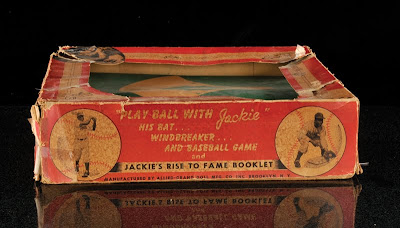 "PLAY BALL WITH Jackie"
HIS BAT...
WINDBREAKER...
AND BASEBALL GAME
and
JACKIE'S RISE TO FAME BOOKLET
MANUFACTURED BY ALLIED-GRAND DOLL MFG. CO. INC. BROOKLYN, N. Y.